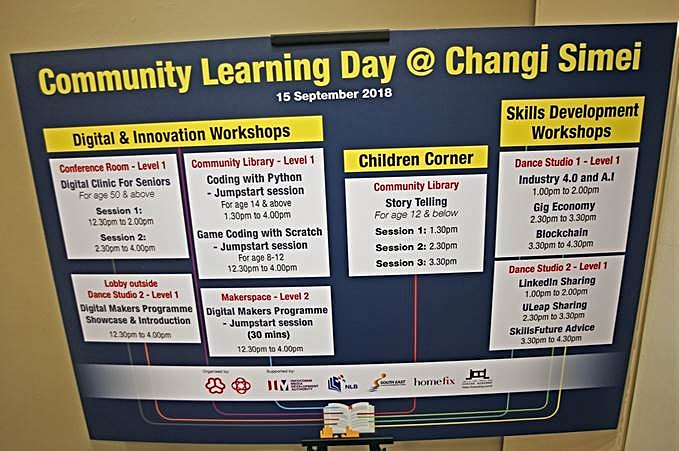 Community Learning Day @ Changi Simei
15 September 2018
Digital & Innovation Workshops
Conference Room - Level 1
Digital Clinic For Seniors
For age 50 & above
Session 1:
12.30pm to 2.00pm
Session 2:
2.30pm to 4.00pm
Lobby outside
Dance Studio 2 - Level 1
Digital Makers Programme
Showcase & Introduction
12.30pm to 4.00pm
Community Library - Level 1
Coding with Python
- Jumpstart session
For age 14 & above
1.30pm to 4.00pm
Game Coding with Scratch
- Jumpstart session
For age 8-12
12.30pm to 4.00pm
Makerspace - Level 2
Digital Makers Programme
- Jumpstart session
(30 mins)
12.30pm to 4.00pm
Children Corner
Community Library
Story Telling
For age 12 & below
Session 1: 1.30pm
Session 2: 2.30pm
Session 3: 3.30pm
Skills Development
Workshops
Dance Studio 1 - Level 1
Industry 4.0 and A.I
1.00pm to 2.00pm
Gig Economy
2.30pm to 3.30pm
Blockchain
3.30pm to 4.30pm
Dance Studio 2 - Level 1
LinkedIn Sharing
1.00pm to 2.00pm
ULeap Sharing
2.30pm to 3.30pm
SkillsFuture Advice
3.30pm to 4.30pm
Organised by:
Supported by:
INFOCOMM
MEDIA
DEVELOPMENT
AUTHORITY
NLB
SOUTH EAST
homefix